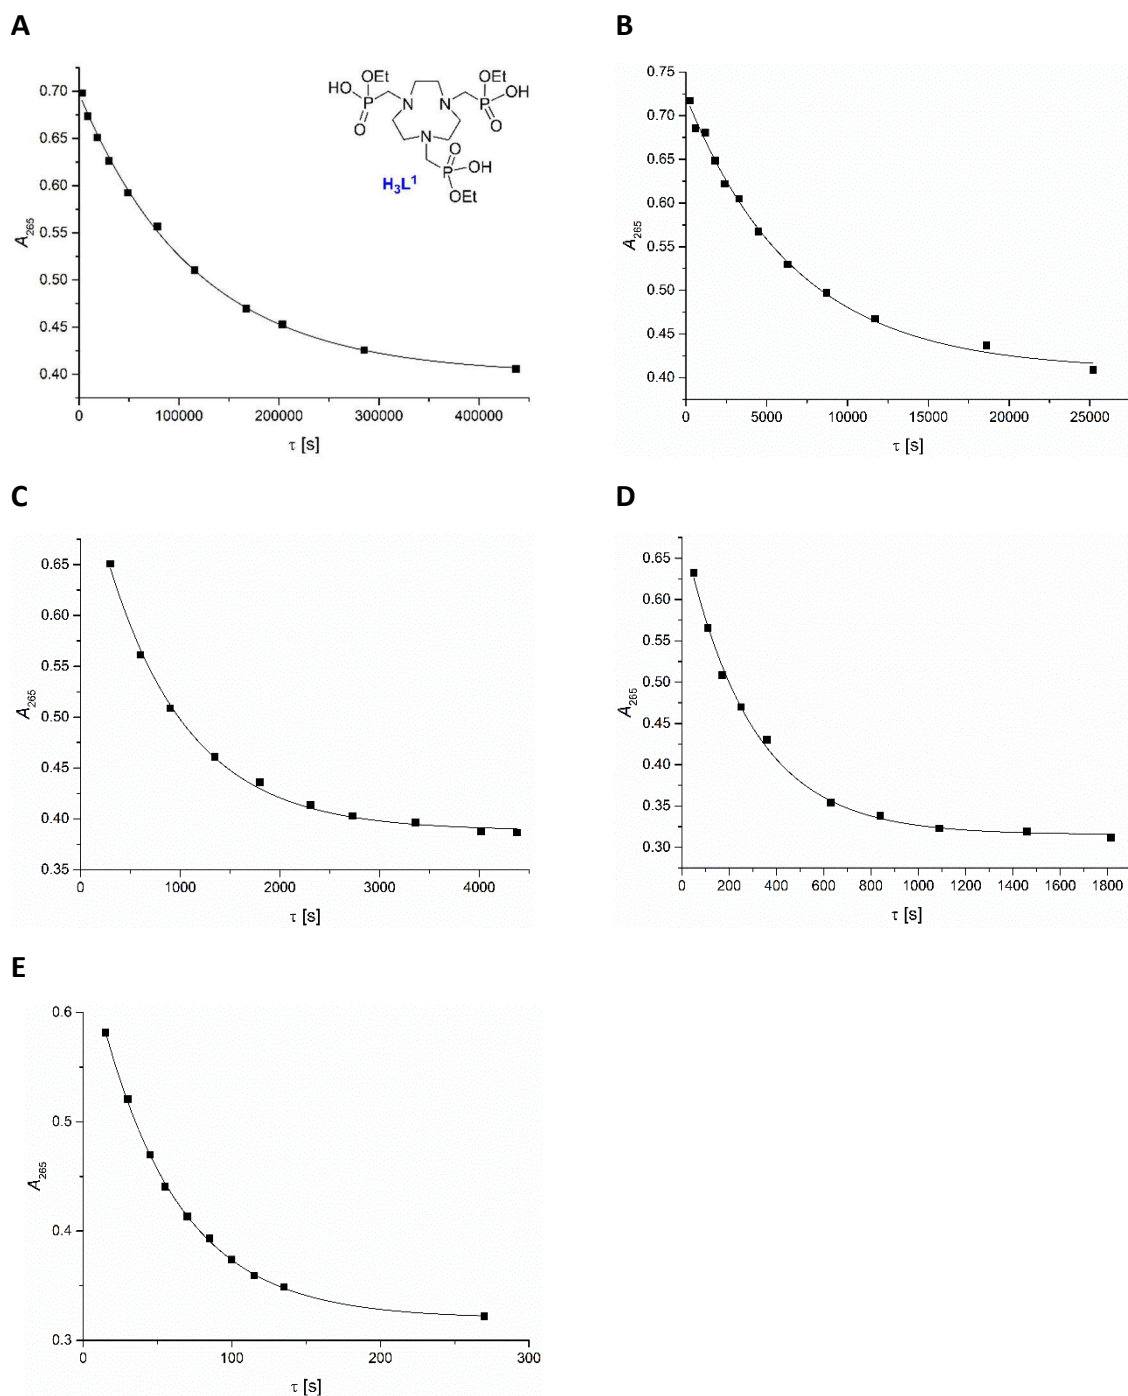 A
0.70
0.65
0.60
0.55
0.50
0.45
0.40
A265
0 100000 200000 300000 400000
τ [s]
OEt
HO P
O
N N
N
OEt
P OH
O
O
P OH
OEt
H3L1
B
0.75
0.70
0.65
0.60
0.55
0.50
0.45
0.40
A265
0 5000 10000 15000 20000 25000
τ [s]
C
0.65
0.60
0.55
0.50
0.45
0.40
0.35
A265
0 1000 2000 3000 4000
τ [s]
D
0.65
0.60
0.55
0.50
0.45
0.40
0.35
0.30
A265
0 200 400 600 800 1000 1200 1400 1600 1800
τ [s]
E
0.6
0.5
0.4
0.3
A265
0 100 200 300
τ [s]